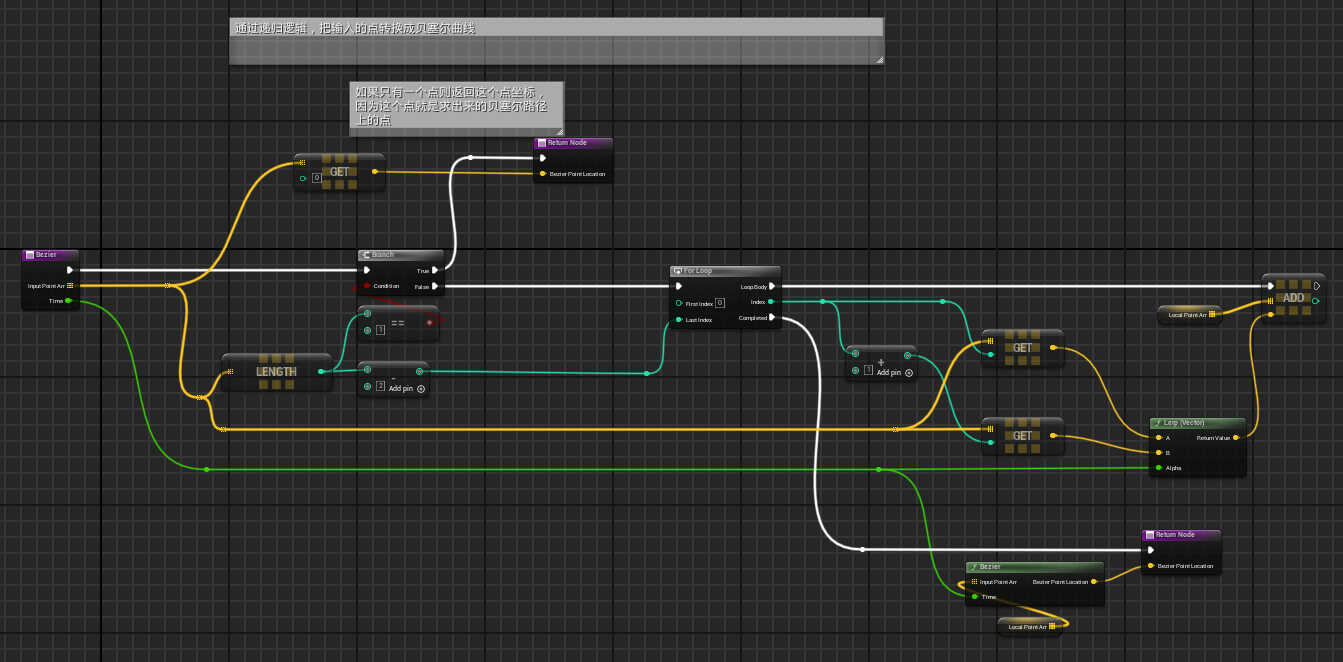 通过递归逻辑，把输入的点转换成贝塞尔曲线
如果只有一个点则返回这个点坐标，
因为这个点就是求出来的贝塞尔路径
上的点
Return Node
Bezier Point Location
GET
0
Bezier
Input Point Arr
Time
Branch
True
Condition
False
==
1
LENGTH
-
2
Add pin
For Loop
Loop Body
First Index 0
Index
Last Index
Completed
+
1
Add pin
GET
GET
Local Point Arr
ADD
Lerp (Vector)
A
Return Value
B
Alpha
Return Node
Bezier Point Location
Bezier
Input Point Arr
Bezier Point Location
Time
Local Point Arr